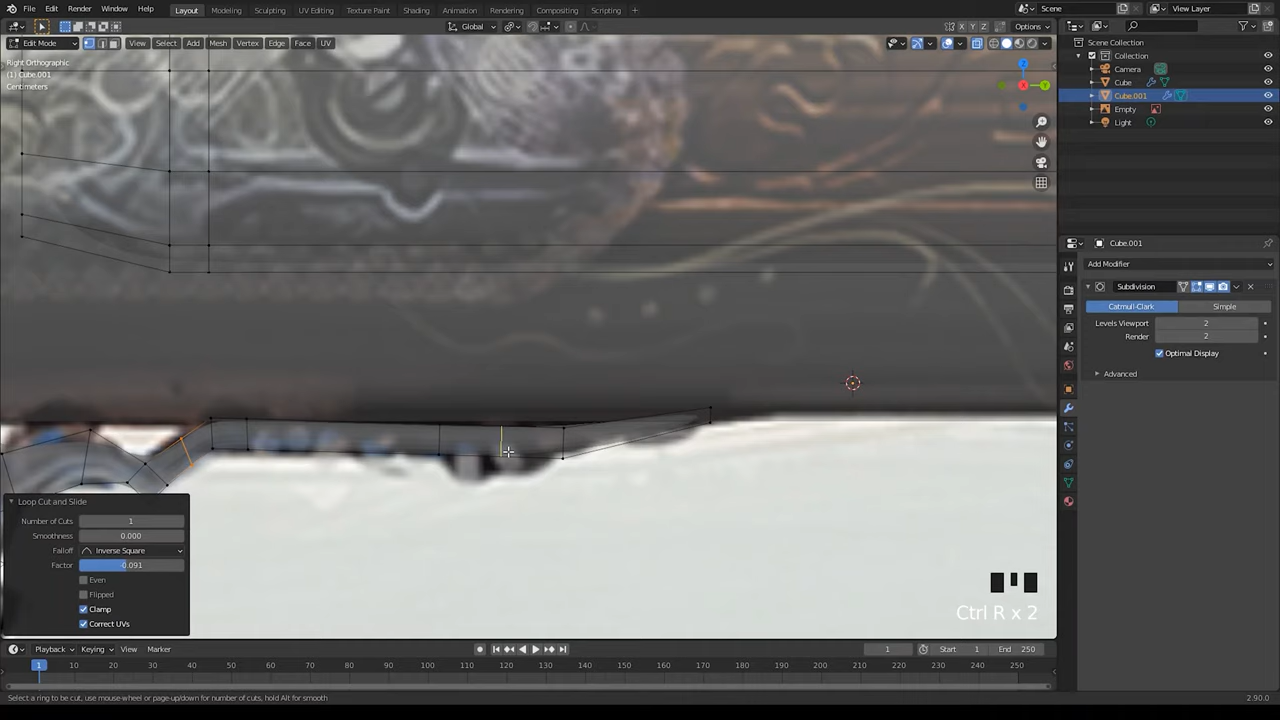 File Edit Render Window Help Layout Modeling Sculpting UV Editing Texture Paint Shading Animation Rendering Compositing Scripting + Scene View Layer
Global Options
Edit Mode View Select Add Mesh Vertex Edge Face UV X Y Z
Right Orthographic
(1) Cube.001
Centimeters
Scene Collection
Collection
Camera
Cube
Cube.001
Empty
Light
Z
X
Y
Cube.001
Add Modifier
Subdivision
Catmull-Clark Simple
Levels Viewport 2
Render 2
Optimal Display
Advanced
Loop Cut and Slide
Number of Cuts 1
Smoothness 0.000
Falloff Inverse Square
Factor -0.091
Even
Flipped
Clamp
Correct UVs
Ctrl R x 2
Playback Keying View Marker 1 Start 1 End 250
1 10 20 30 40 50 60 70 80 90 100 110 120 130 140 150 160 170 180 190 200 210 220 230 240 250
Select a ring to be cut, use mouse-wheel or page-up/down for number of cuts, hold Alt for smooth 2.90.0